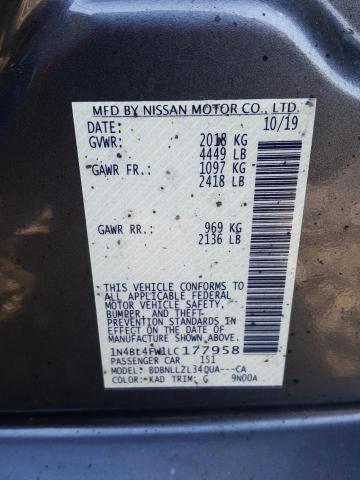 MFD BY NISSAN MOTOR CO., LTD.
DATE: 10/19
GVWR: 2018 KG
4449 LB
GAWR FR.: 1097 KG
2418 LB
GAWR RR.: 969 KG
2136 LB
THIS VEHICLE CONFORMS TO
ALL APPLICABLE FEDERAL
MOTOR VEHICLE SAFETY,
BUMPER, AND THEFT
PREVENTION STANDARDS IN
EFFECT ON THE DATE OF
MANUFACTURE SHOWN ABOVE.
1N4BL4FW1LC177958
PASSENGER CAR 151
MODEL: BDBNLLZL34QUA---CA
COLOR: KAD TRIM: G 9N00A